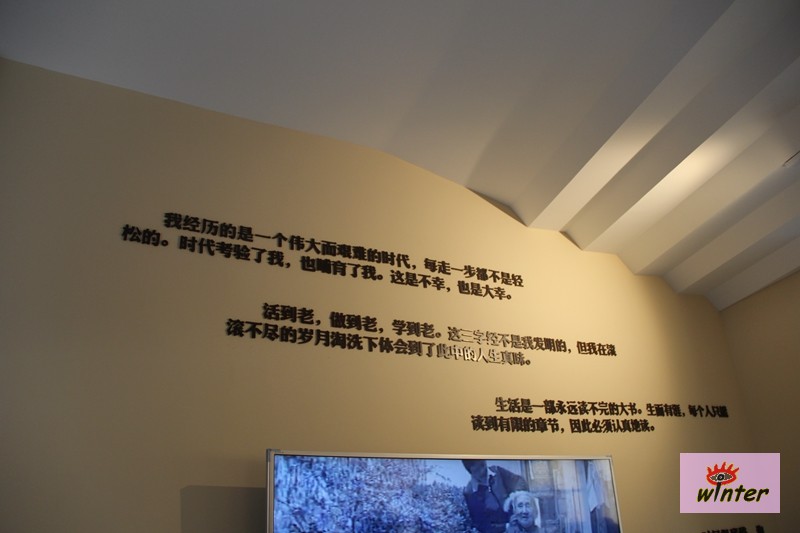 我经历的是一个伟大而艰难的时代，每走一步都不是轻
松的。时代考验了我，也哺育了我。这是不幸，也是大幸。
活到老，做到老，学到老。这三字经不是我发明的，但我在滚
滚不尽的岁月淘洗下体会到了此中的人生真味。
生活是一部永远读不完的大书。生而有涯，每个人只能
读到有限的章节，因此必须认真地读。
winter